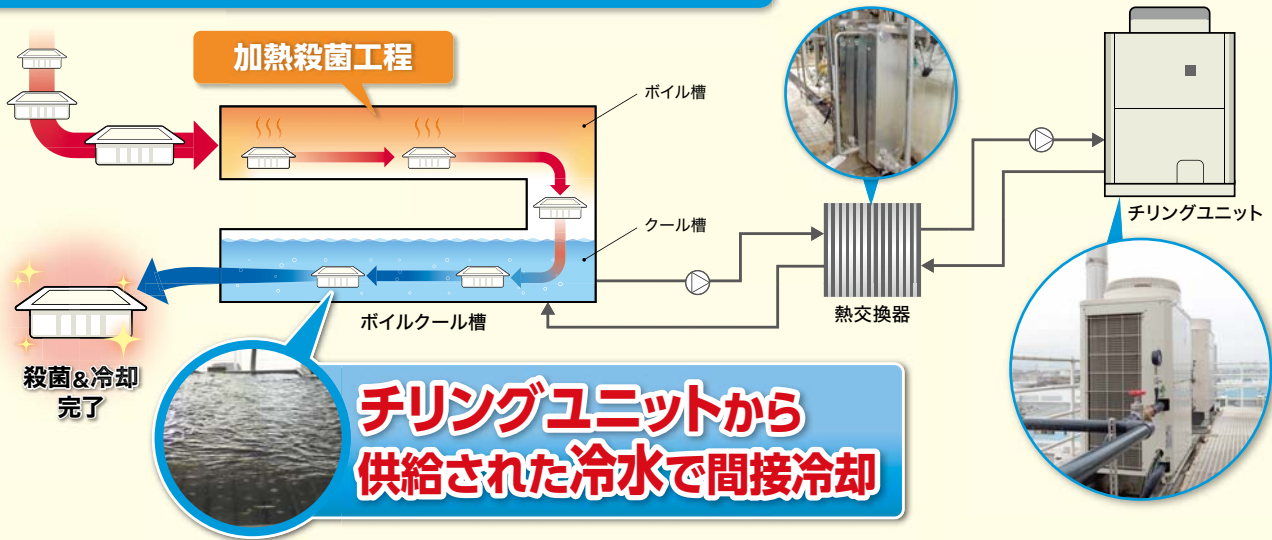 加熱殺菌工程
ボイル槽
クール槽
ボイルクール槽
熱交換器
チリングユニット
殺菌&冷却
完了
チリングユニットから
供給された冷水で間接冷却